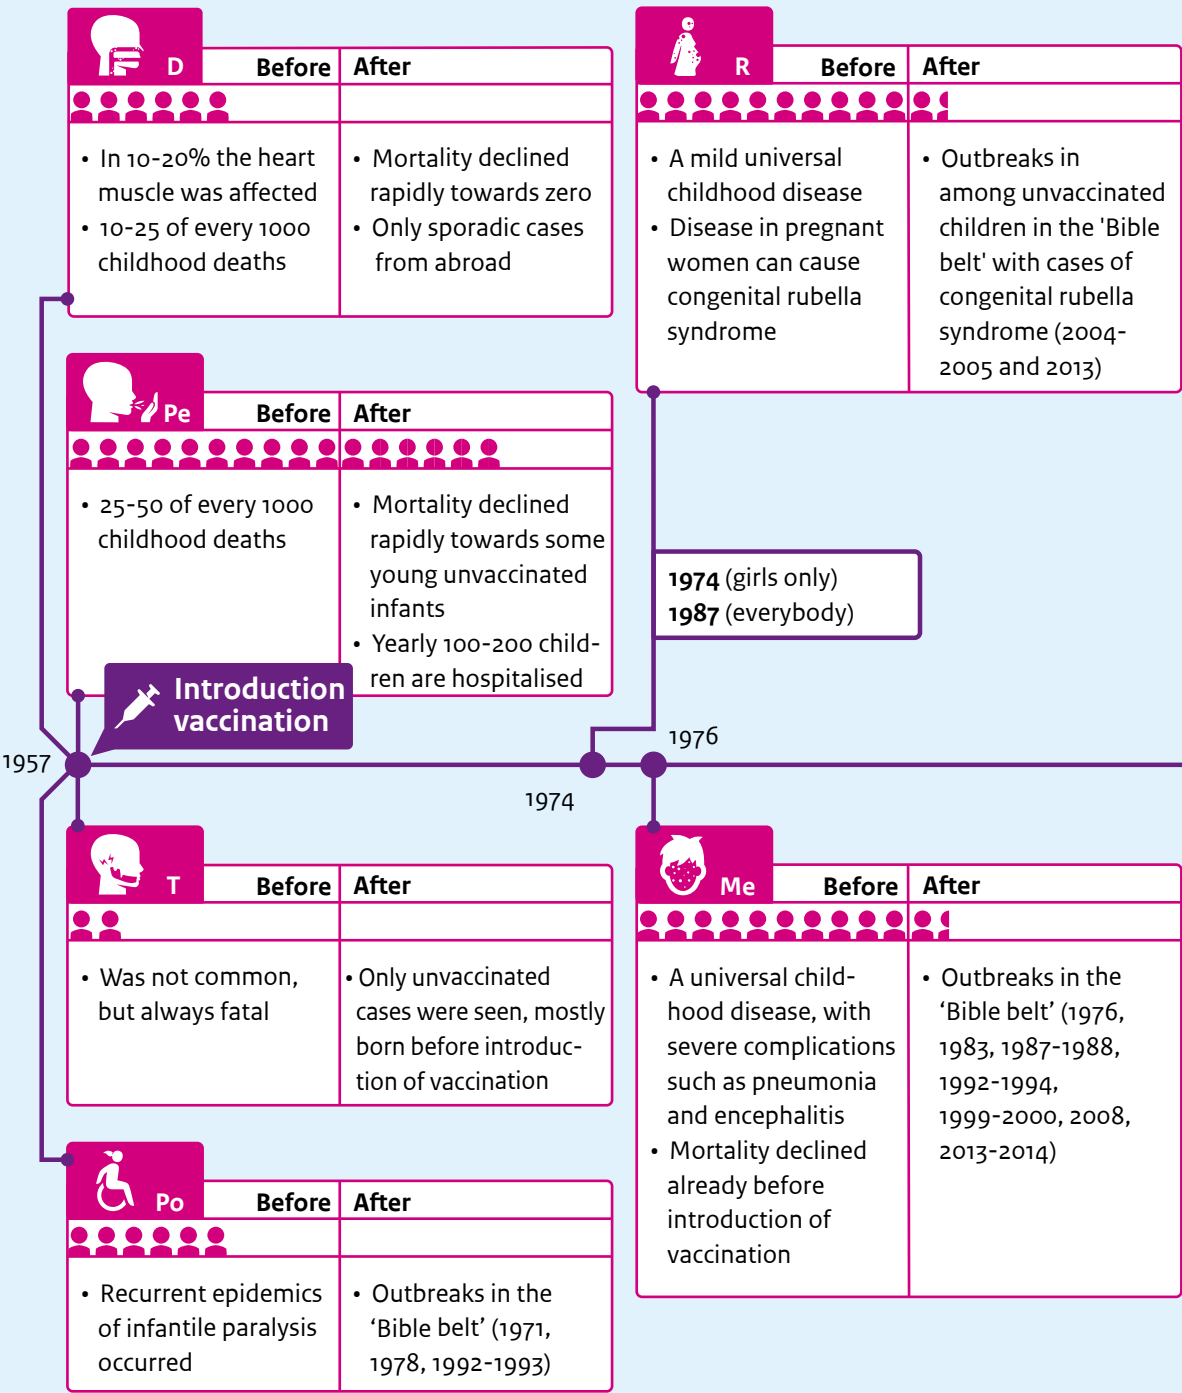 D
Before
After
• In 10-20% the heart
muscle was affected
• 10-25 of every 1000
childhood deaths
• Mortality declined
rapidly towards zero
• Only sporadic cases
from abroad
Pe
Before
After
• 25-50 of every 1000
childhood deaths
• Mortality declined
rapidly towards some
young unvaccinated
infants
• Yearly 100-200 child-
ren are hospitalised
R
Before
After
• A mild universal
childhood disease
• Disease in pregnant
women can cause
congenital rubella
syndrome
• Outbreaks in
among unvaccinated
children in the 'Bible
belt' with cases of
congenital rubella
syndrome (2004-
2005 and 2013)
1974 (girls only)
1987 (everybody)
Introduction
vaccination
1957
1974
1976
T
Before
After
• Was not common,
but always fatal
• Only unvaccinated
cases were seen, mostly
born before introduc-
tion of vaccination
Po
Before
After
• Recurrent epidemics
of infantile paralysis
occurred
• Outbreaks in the
‘Bible belt’ (1971,
1978, 1992-1993)
Me
Before
After
• A universal child-
hood disease, with
severe complications
such as pneumonia
and encephalitis
• Mortality declined
already before
introduction of
vaccination
• Outbreaks in the
‘Bible belt’ (1976,
1983, 1987-1988,
1992-1994,
1999-2000, 2008,
2013-2014)